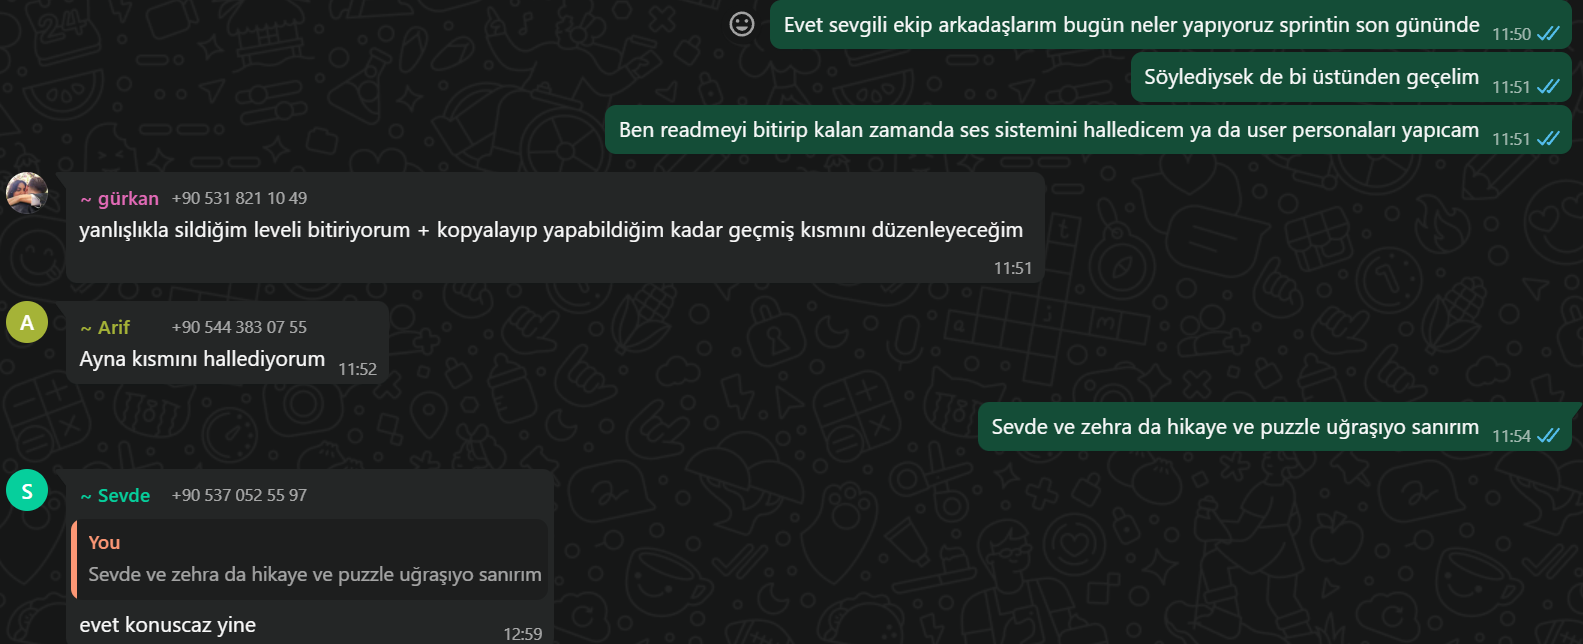 Evet sevgili ekip arkadaşlarım bugün neler yapıyoruz sprintin son gününde 11:50
Söylediysek de bi üstünden geçelim 11:51
Ben readmeyi bitirip kalan zamanda ses sistemini halledicem ya da user personaları yapıcam 11:51
~ gürkan +90 531 821 10 49
yanlışlıkla sildiğim leveli bitiriyorum + kopyalayıp yapabildiğim kadar geçmiş kısmını düzenleyeceğim
11:51
A
~ Arif +90 544 383 07 55
Ayna kısmını hallediyorum 11:52
Sevde ve zehra da hikaye ve puzzle uğraşıyo sanırım 11:54
S
~ Sevde +90 537 052 55 97
You
Sevde ve zehra da hikaye ve puzzle uğraşıyo sanırım
evet konuscaz yine 12:59